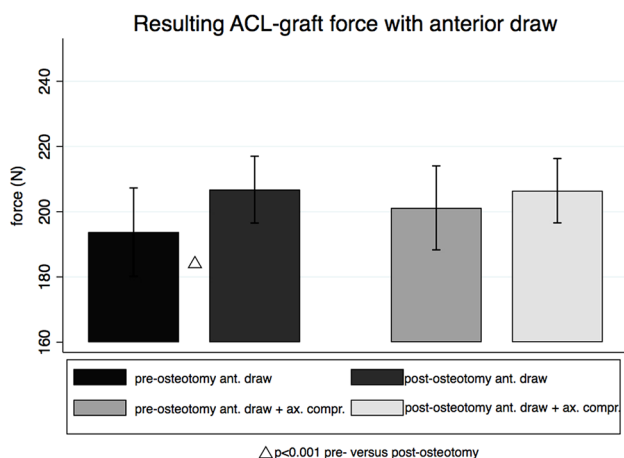 Resulting ACL-graft force with anterior draw
force (N)
240
220
200
180
160
△
pre-osteotomy ant. draw
post-osteotomy ant. draw
pre-osteotomy ant. draw + ax. compr.
post-osteotomy ant. draw + ax. compr.
△ p<0.001 pre- versus post-osteotomy